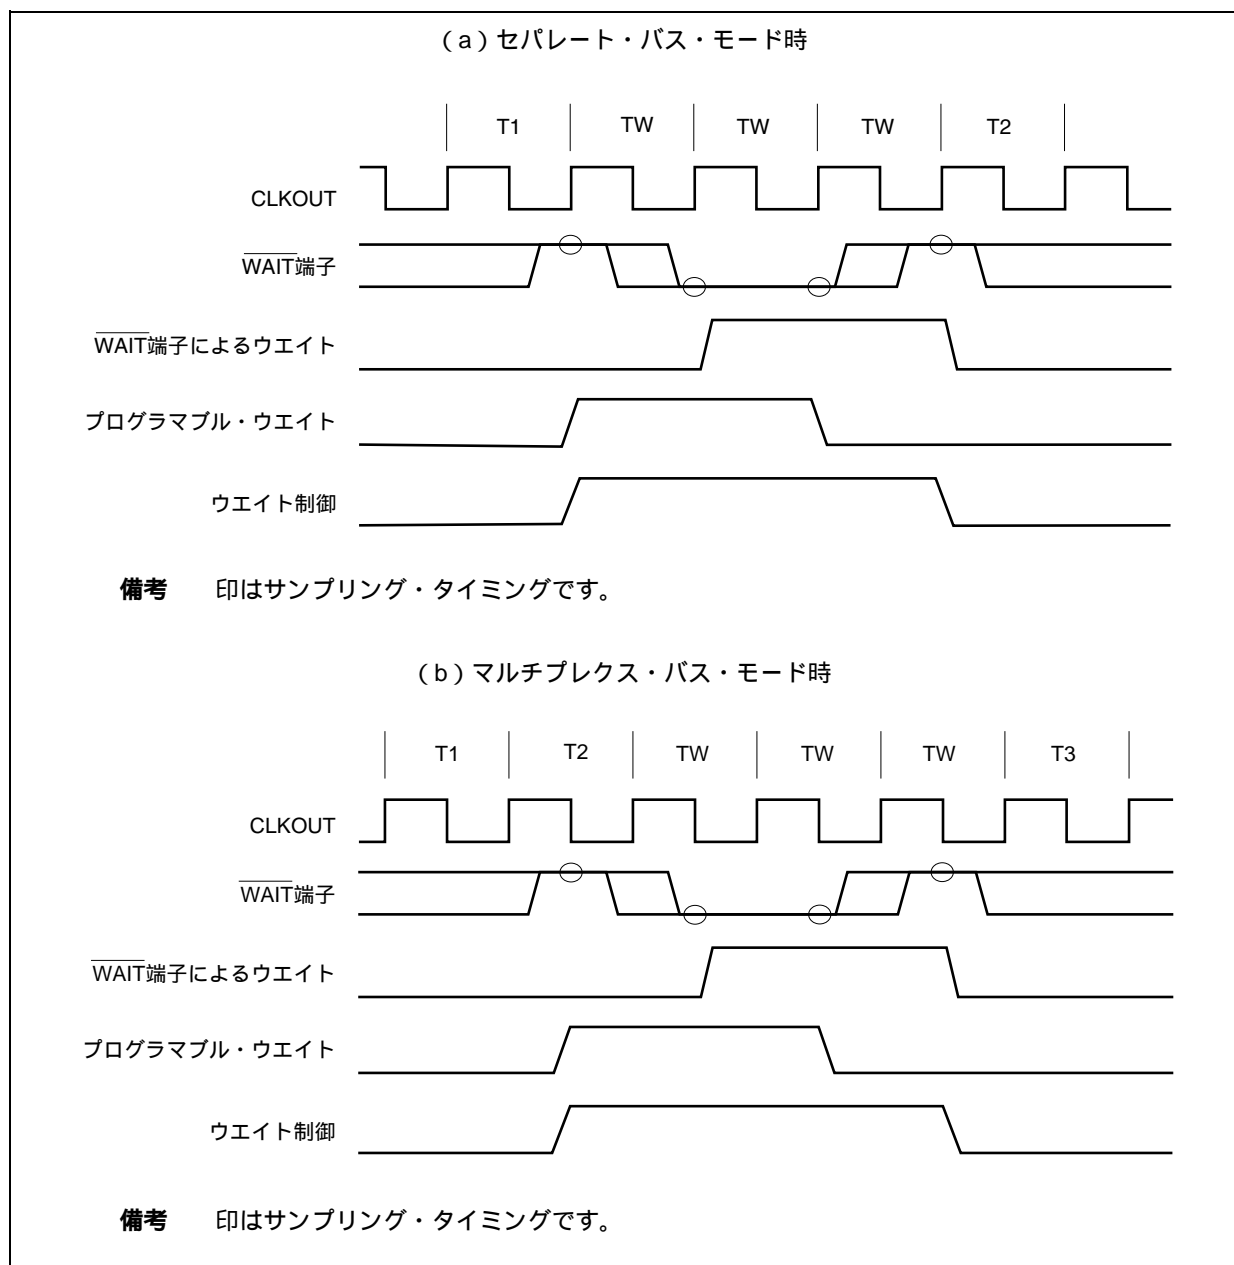 （a）セパレート・バス・モード時
T1 TW TW TW T2
CLKOUT
WAIT端子
WAIT端子によるウエイト
プログラマブル・ウエイト
ウエイト制御
備考 印はサンプリング・タイミングです。
（b）マルチプレクス・バス・モード時
T1 T2 TW TW TW T3
CLKOUT
WAIT端子
WAIT端子によるウエイト
プログラマブル・ウエイト
ウエイト制御
備考 印はサンプリング・タイミングです。